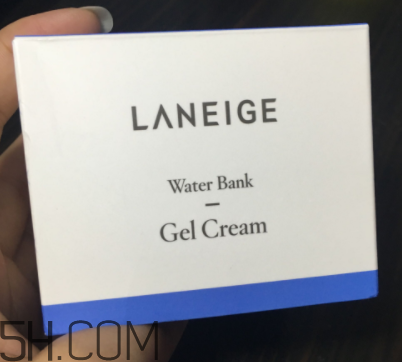 LANEIGE
Water Bank
Gel Cream
5H.COM